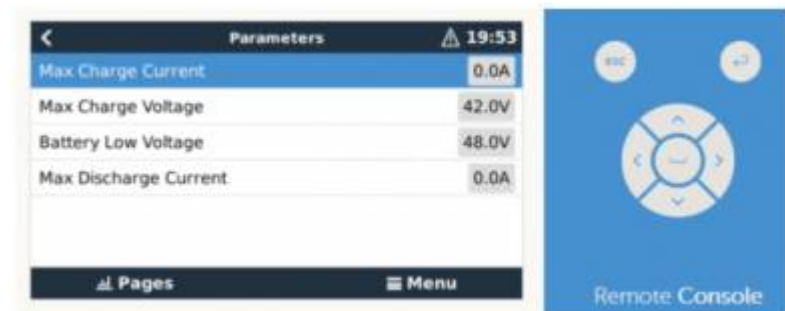 Parameters 19:53
Max Charge Current 0.0A
Max Charge Voltage 42.0V
Battery Low Voltage 48.0V
Max Discharge Current 0.0A
Pages Menu
esc
Remote Console